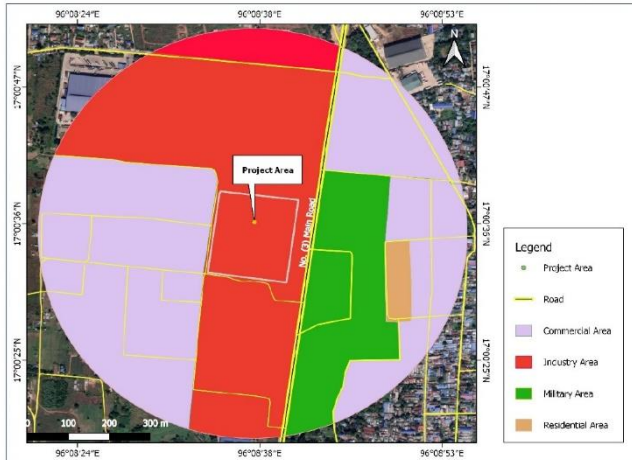 96°08'24"E 96°08'38"E 96°08'53"E
N
17°00'47"N 17°00'47"N
Project Area
17°00'36"N 17°00'35"N
No. (3) Main Road
17°00'25"N 17°00'25"N
0 100 200 300 m
96°08'24"E 96°08'38"E 96°08'53"E
Legend
Project Area
Road
Commercial Area
Industry Area
Military Area
Residential Area